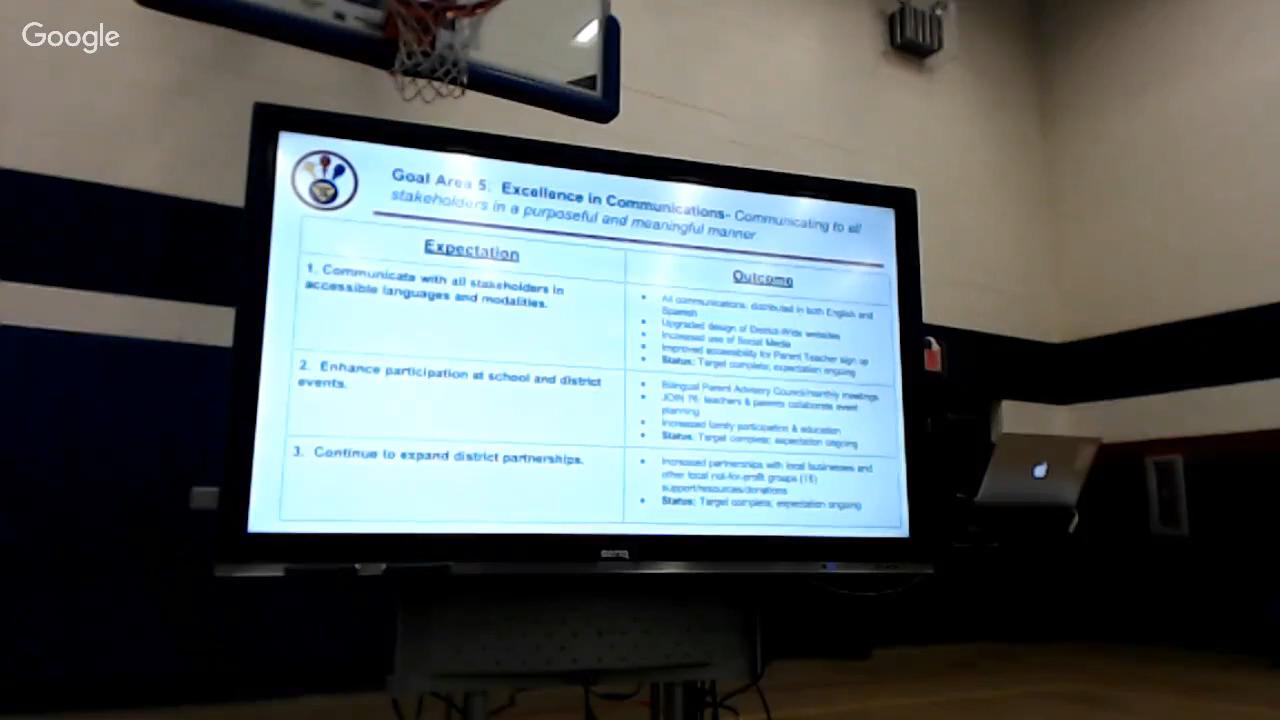 Google
Goal Area 5: Excellence in Communications- Communicating to all
stakeholders in a purposeful and meaningful manner.
Expectation
Outcome
1. Communicate with all stakeholders in
accessible languages and modalities.
All communications distributed in both English and
Spanish
Upgraded design of District-Wide websites
Increased use of Social Media
Improved accessibility for Parent Teacher sign up
Status: Target complete; expectation ongoing
2. Enhance participation at school and district
events.
Bilingual Parent Advisory Council/monthly meetings
JOIN 76: teachers & parents collaborate event
planning
Increased family participation & education
Status: Target complete; expectation ongoing
3. Continue to expand district partnerships.
Increased partnerships with local businesses and
other local not-for-profit groups
support/resources/donations
Status: Target complete; expectation ongoing
BenQ